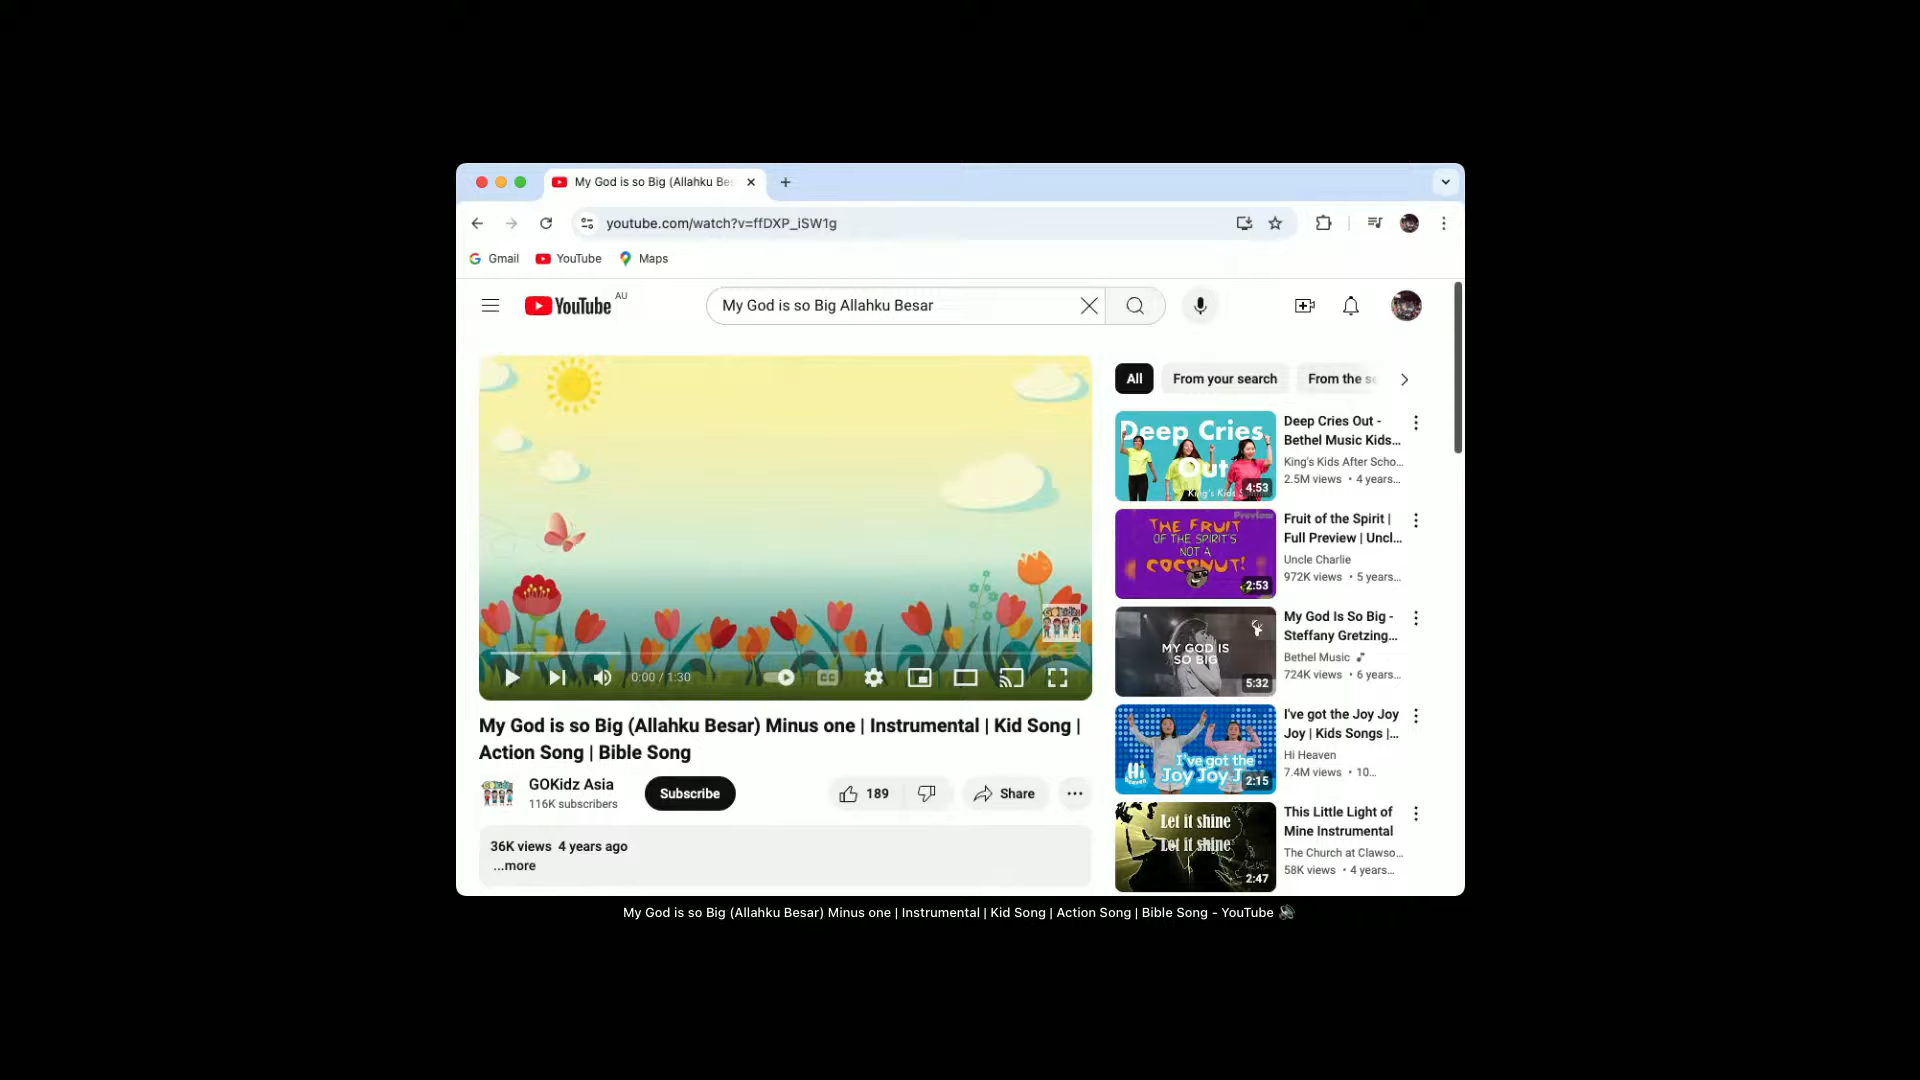 My God is so Big (Allahku Be
youtube.com/watch?v=ffDXP_iSW1g
Gmail YouTube Maps
YouTube AU
My God is so Big Allahku Besar
All From your search From the se
Deep Cries Out
King's Kids
4:53
Deep Cries Out -
Bethel Music Kids...
King's Kids After Scho...
2.5M views • 4 years...
Preview
THE FRUIT
OF THE SPIRIT'S
NOT A
COCONUT!
2:53
Fruit of the Spirit |
Full Preview | Uncl...
Uncle Charlie
972K views • 5 years...
MY GOD IS
SO BIG
5:32
My God Is So Big -
Steffany Gretzing...
Bethel Music
724K views • 6 years...
Hi
Heaven
I've got the
Joy Joy J
2:15
I've got the Joy Joy
Joy | Kids Songs |...
Hi Heaven
7.4M views • 10...
Let it shine
Let it shine
2:47
This Little Light of
Mine Instrumental
The Church at Clawso...
58K views • 4 years...
GOKidz
0:00 / 1:30
CC
My God is so Big (Allahku Besar) Minus one | Instrumental | Kid Song |
Action Song | Bible Song
GOKidz Asia
116K subscribers
Subscribe
189
Share
36K views 4 years ago
...more
My God is so Big (Allahku Besar) Minus one | Instrumental | Kid Song | Action Song | Bible Song - YouTube 🔊